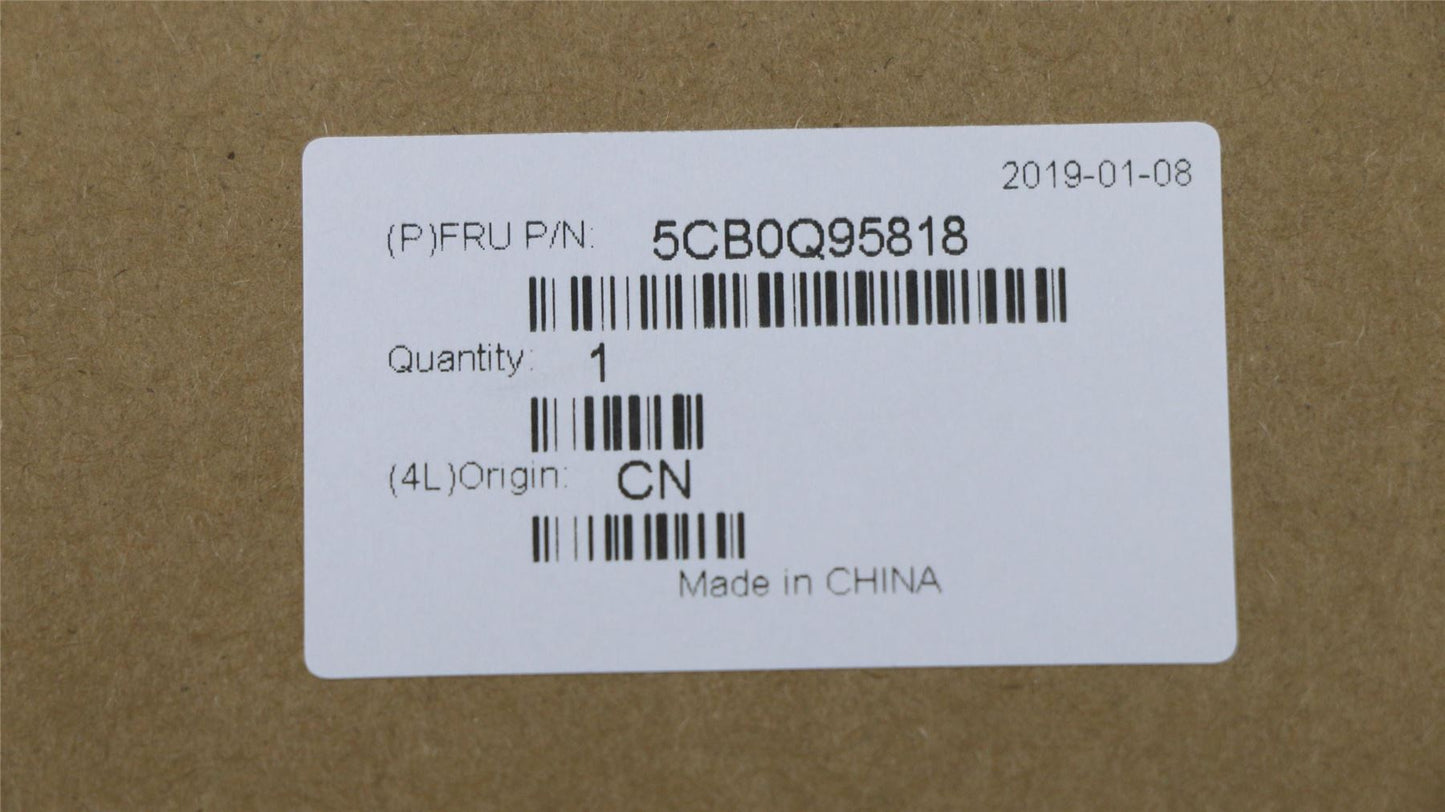 2019-01-08
(P)FRU P/N: 5CB0Q95818
Quantity: 1
(4L)Origin: CN
Made in CHINA